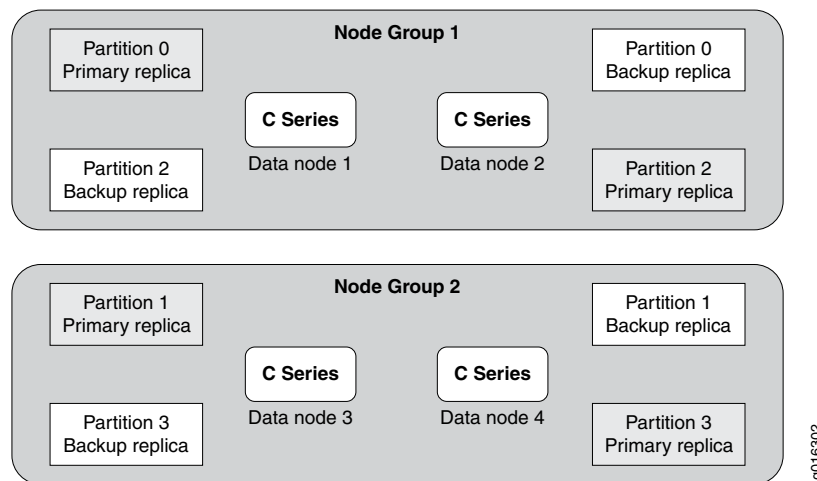 Node Group 1
Partition 0
Primary replica
Partition 0
Backup replica
C Series
C Series
Data node 1
Data node 2
Partition 2
Backup replica
Partition 2
Primary replica
Node Group 2
Partition 1
Primary replica
Partition 1
Backup replica
C Series
C Series
Data node 3
Data node 4
Partition 3
Backup replica
Partition 3
Primary replica
g016302